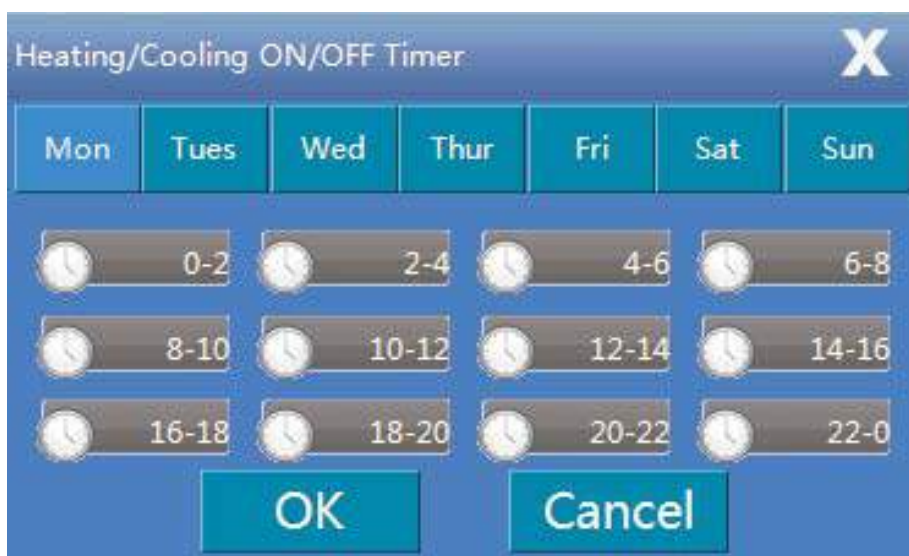 Heating/Cooling ON/OFF Timer X
Mon Tues Wed Thur Fri Sat Sun
0-2 2-4 4-6 6-8
8-10 10-12 12-14 14-16
16-18 18-20 20-22 22-0
OK Cancel